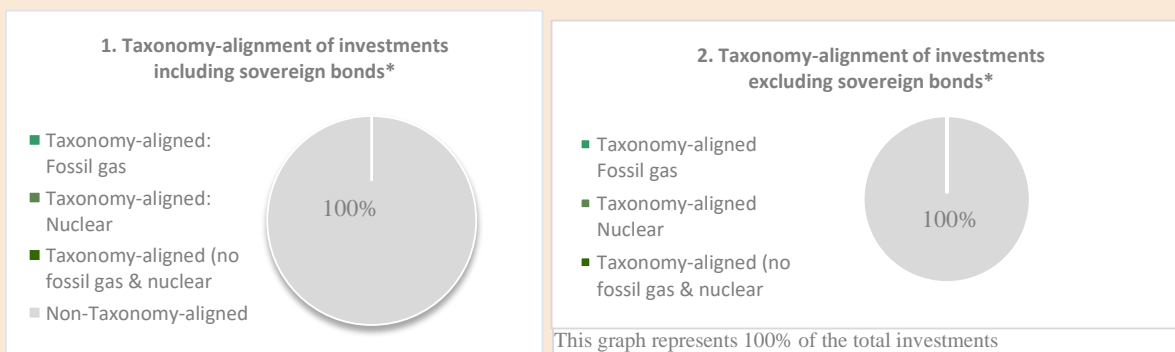 1. Taxonomy-alignment of investments
including sovereign bonds*
Taxonomy-aligned:
Fossil gas
Taxonomy-aligned:
Nuclear
Taxonomy-aligned (no
fossil gas & nuclear
Non-Taxonomy-aligned
100%
2. Taxonomy-alignment of investments
excluding sovereign bonds*
Taxonomy-aligned
Fossil gas
Taxonomy-aligned
Nuclear
Taxonomy-aligned (no
fossil gas & nuclear
100%
This graph represents 100% of the total investments